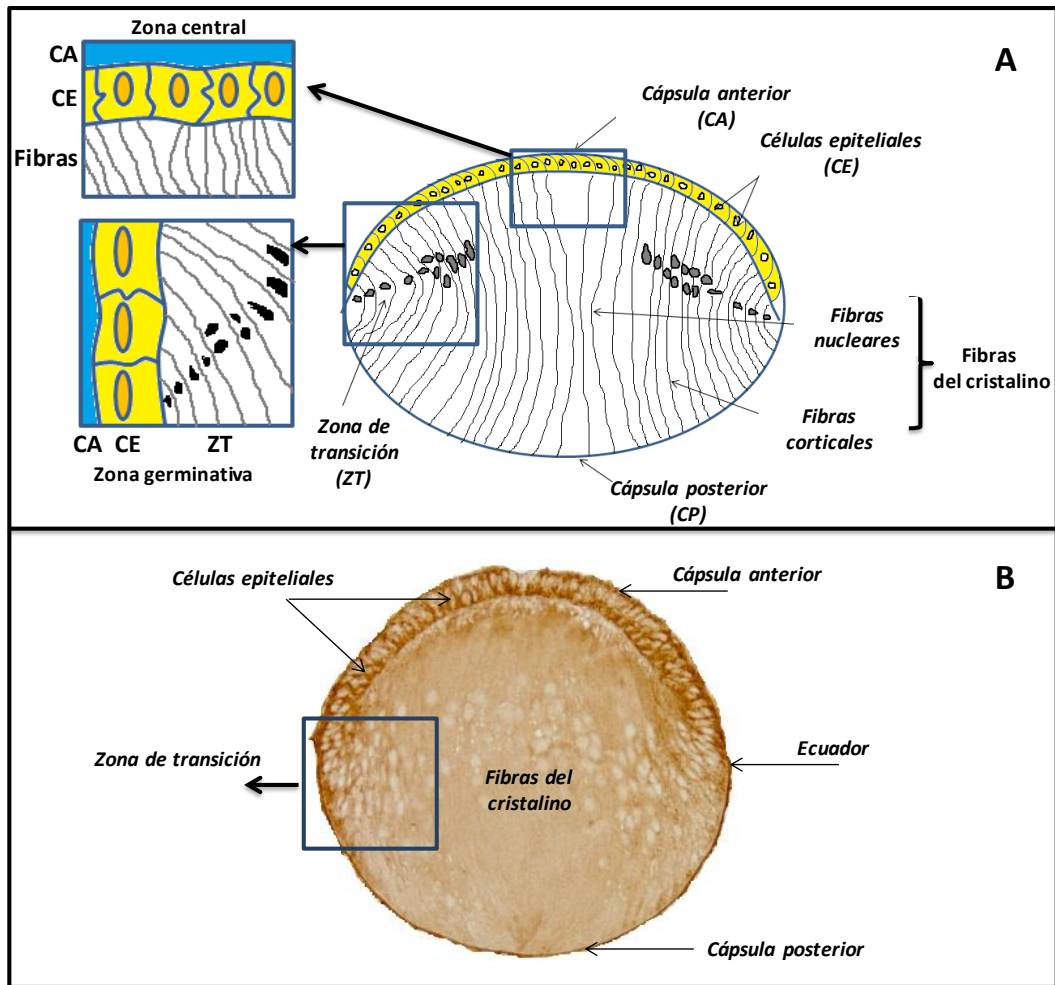 Zona central
CA
CE
Fibras
A
Cápsula anterior
(CA)
Células epiteliales
(CE)
CA CE ZT
Zona germinativa
Zona de
transición
(ZT)
Fibras
nucleares
Fibras
corticales
Fibras
del cristalino
Cápsula posterior
(CP)
B
Células epiteliales
Cápsula anterior
Zona de transición
Ecuador
Fibras del
cristalino
Cápsula posterior